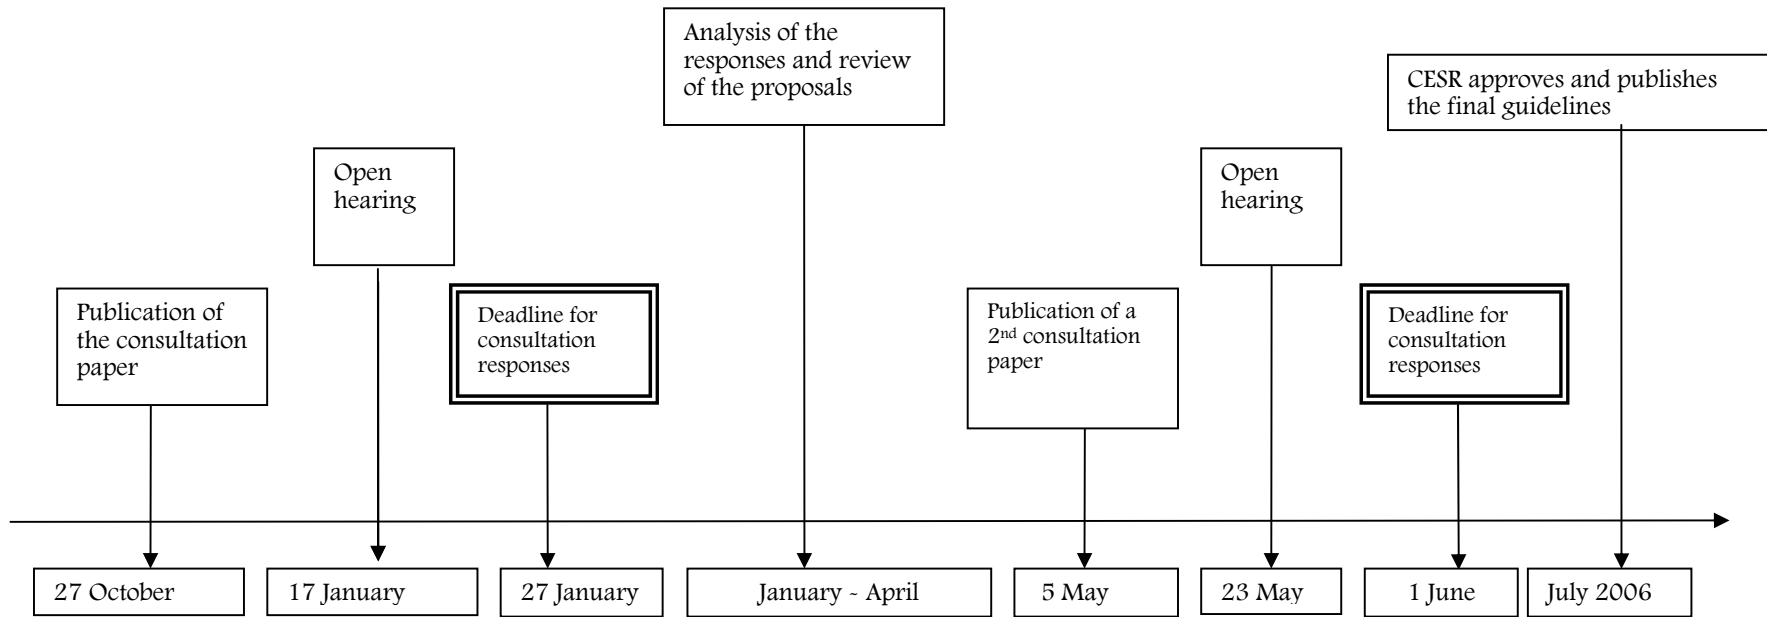 Analysis of the
responses and review
of the proposals
CESR approves and publishes
the final guidelines
Open
hearing
Open
hearing
Publication of
the consultation
paper
Deadline for
consultation
responses
Publication of a
2nd consultation
paper
Deadline for
consultation
responses
27 October
17 January
27 January
January - April
5 May
23 May
1 June
July 2006